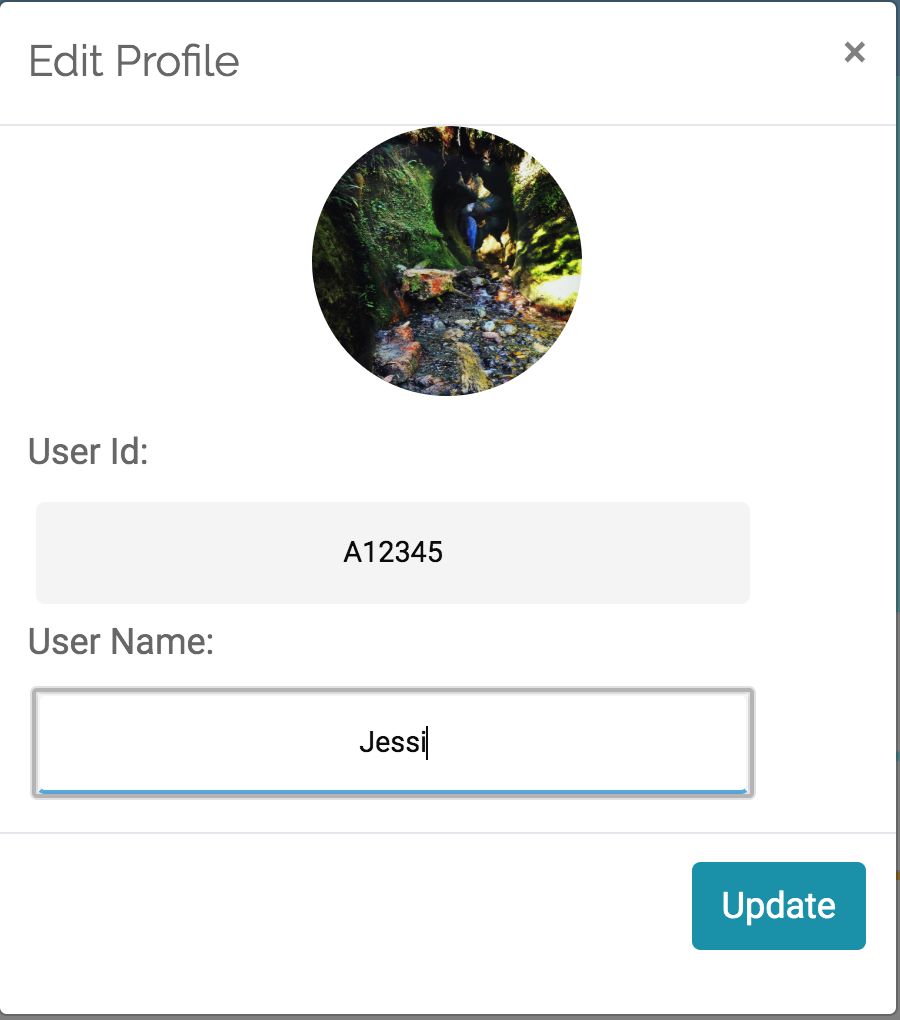 Edit Profile
×
User Id:
A12345
User Name:
Jessi
Update